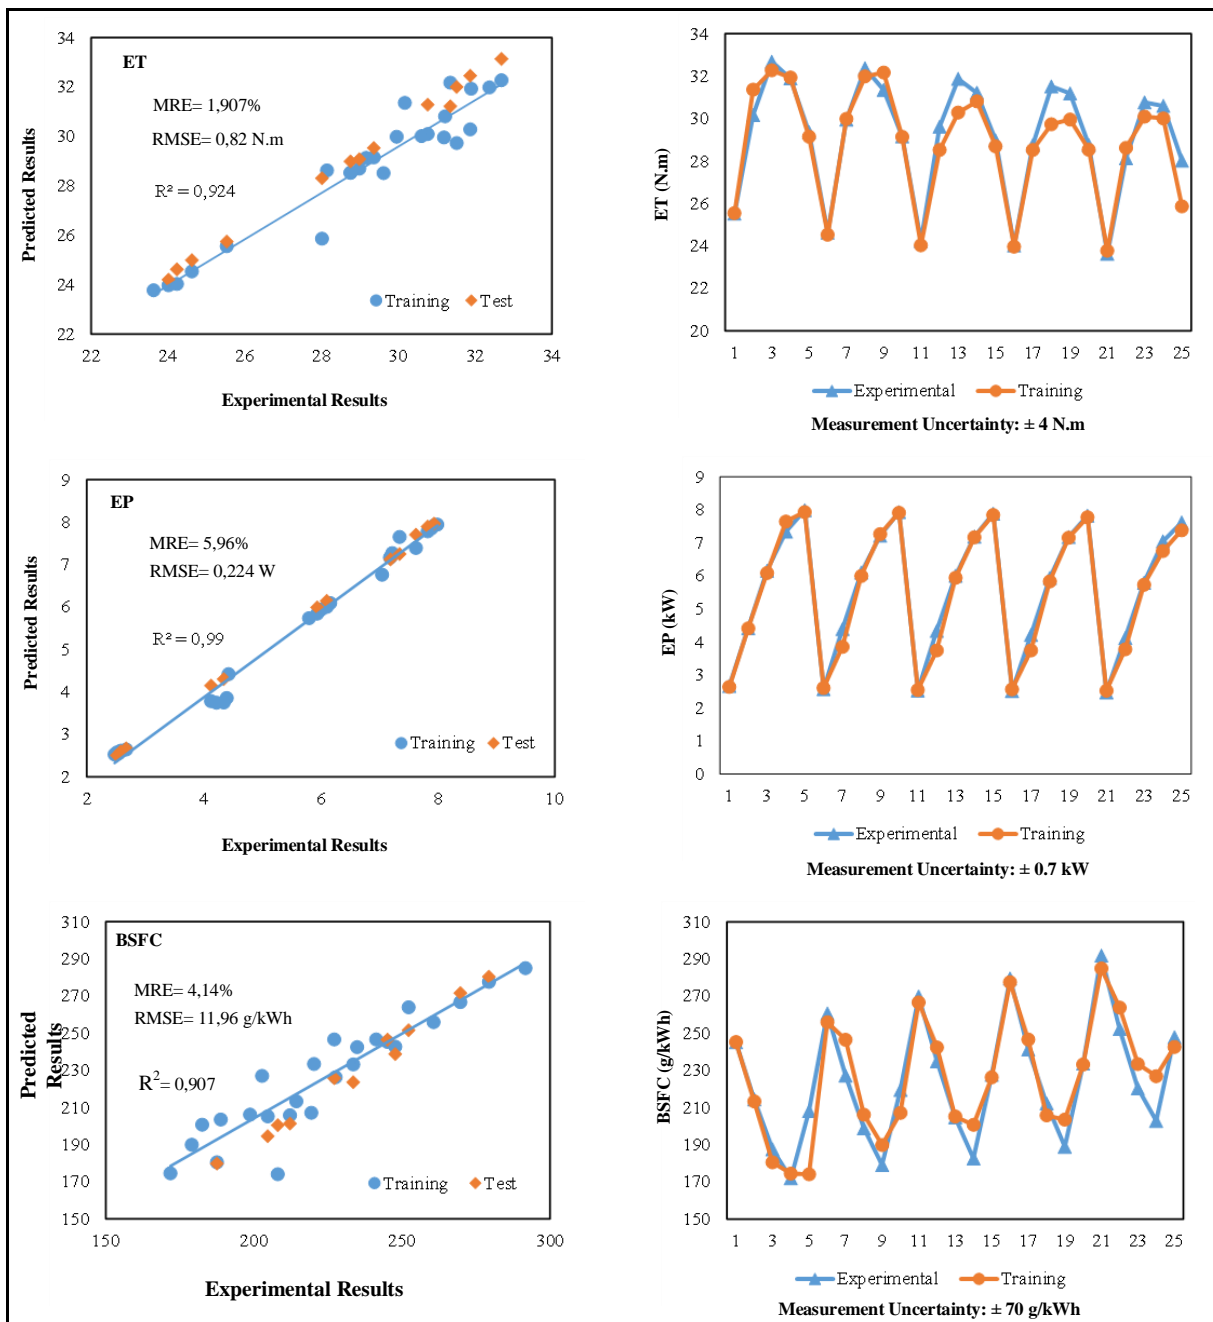 ET
MRE= 1,907%
RMSE= 0,82 N.m
R² = 0,924
Predicted Results
34
32
30
28
26
24
22
22 24 26 28 30 32 34
Training Test
Experimental Results
ET (N.m)
34
32
30
28
26
24
22
20
1 3 5 7 9 11 13 15 17 19 21 23 25
Experimental Training
Measurement Uncertainty: ± 4 N.m
EP
MRE= 5,96%
RMSE= 0,224 W
R² = 0,99
Predicted Results
9
8
7
6
5
4
3
2
2 4 6 8 10
Training Test
Experimental Results
EP (kW)
9
8
7
6
5
4
3
2
1
0
1 3 5 7 9 11 13 15 17 19 21 23 25
Experimental Training
Measurement Uncertainty: ± 0.7 kW
BSFC
MRE= 4,14%
RMSE= 11,96 g/kWh
R²= 0,907
Predicted
Results
310
290
270
250
230
210
190
170
150
150 200 250 300
Training Test
Experimental Results
BSFC (g/kWh)
310
290
270
250
230
210
190
170
150
1 3 5 7 9 11 13 15 17 19 21 23 25
Experimental Training
Measurement Uncertainty: ± 70 g/kWh